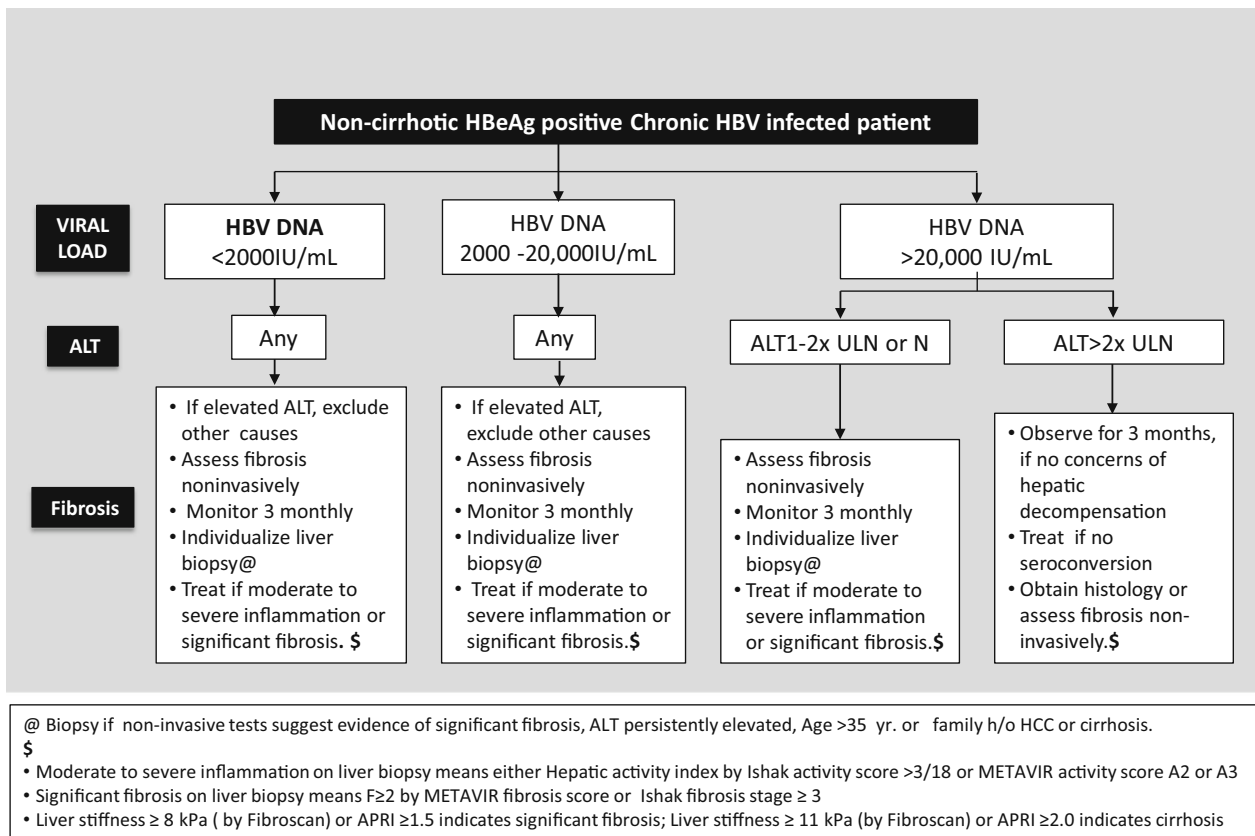 Non-cirrhotic HBeAg positive Chronic HBV infected patient
VIRAL
LOAD
HBV DNA
<2000IU/mL
HBV DNA
2000 -20,000IU/mL
HBV DNA
>20,000 IU/mL
ALT
Any
Any
ALT1-2x ULN or N
ALT>2x ULN
Fibrosis
• If elevated ALT, exclude
other causes
• Assess fibrosis
noninvasively
• Monitor 3 monthly
• Individualize liver
biopsy@
• Treat if moderate to
severe inflammation or
significant fibrosis. $
• If elevated ALT,
exclude other causes
• Assess fibrosis
noninvasively
• Monitor 3 monthly
• Individualize liver
biopsy@
• Treat if moderate to
severe inflammation or
significant fibrosis.$
• Assess fibrosis
noninvasively
• Monitor 3 monthly
• Individualize liver
biopsy@
• Treat if moderate to
severe inflammation
or significant fibrosis.$
• Observe for 3 months,
if no concerns of
hepatic
decompensation
• Treat if no
seroconversion
• Obtain histology or
assess fibrosis non-
invasively.$
@ Biopsy if non-invasive tests suggest evidence of significant fibrosis, ALT persistently elevated, Age >35 yr. or family h/o HCC or cirrhosis.
$
• Moderate to severe inflammation on liver biopsy means either Hepatic activity index by Ishak activity score >3/18 or METAVIR activity score A2 or A3
• Significant fibrosis on liver biopsy means F≥2 by METAVIR fibrosis score or Ishak fibrosis stage ≥ 3
• Liver stiffness ≥ 8 kPa ( by Fibroscan) or APRI ≥1.5 indicates significant fibrosis; Liver stiffness ≥ 11 kPa (by Fibroscan) or APRI ≥2.0 indicates cirrhosis